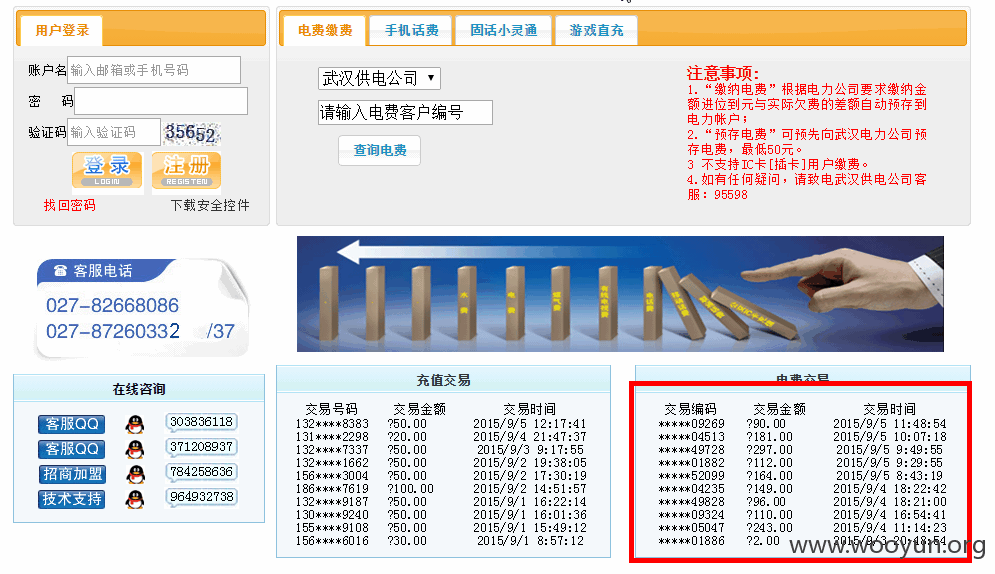 用户登录
账户名 输入邮箱或手机号码
密 码
验证码 输入验证码 35652
登录 注册
LOGIN REGISTEN
找回密码 下载安全控件
电费缴费 手机话费 固话小灵通 游戏直充
武汉供电公司
请输入电费客户编号
查询电费
注意事项:
1.“缴纳电费”根据电力公司要求缴纳金
额进位到元与实际欠费的差额自动预存到
电力帐户；
2.“预存电费”可预先向武汉电力公司预
存电费，最低50元。
3 不支持IC卡[插卡]用户缴费。
4.如有任何疑问，请致电武汉供电公司客
服：95598
客服电话
027-82668086
027-87260332 /37
在线咨询
客服QQ 303836118
客服QQ 371208937
招商加盟 784258636
技术支持 964932738
充值交易
交易号码 交易金额 交易时间
132****8383 ?50.00 2015/9/5 12:17:41
131****2298 ?20.00 2015/9/4 21:47:37
132****7337 ?50.00 2015/9/3 9:17:55
132****1662 ?50.00 2015/9/2 19:38:05
156****3004 ?50.00 2015/9/2 17:30:19
186****7619 ?100.00 2015/9/2 14:51:57
132****9187 ?50.00 2015/9/1 16:22:14
130****9240 ?50.00 2015/9/1 16:01:36
155****9108 ?50.00 2015/9/1 15:49:12
156****6016 ?30.00 2015/9/1 8:57:12
电费交易
交易编码 交易金额 交易时间
*****09269 ?90.00 2015/9/5 11:48:54
*****04513 ?181.00 2015/9/5 10:07:18
*****49728 ?297.00 2015/9/5 9:49:55
*****01882 ?112.00 2015/9/5 9:29:55
*****52099 ?164.00 2015/9/5 8:43:19
*****04235 ?149.00 2015/9/4 18:22:42
*****49828 ?96.00 2015/9/4 18:21:00
*****09324 ?110.00 2015/9/4 16:54:41
*****05047 ?243.00 2015/9/4 11:14:23
*****01886 ?2.00 2015/9/3 20:48:54
www.wooyun.org